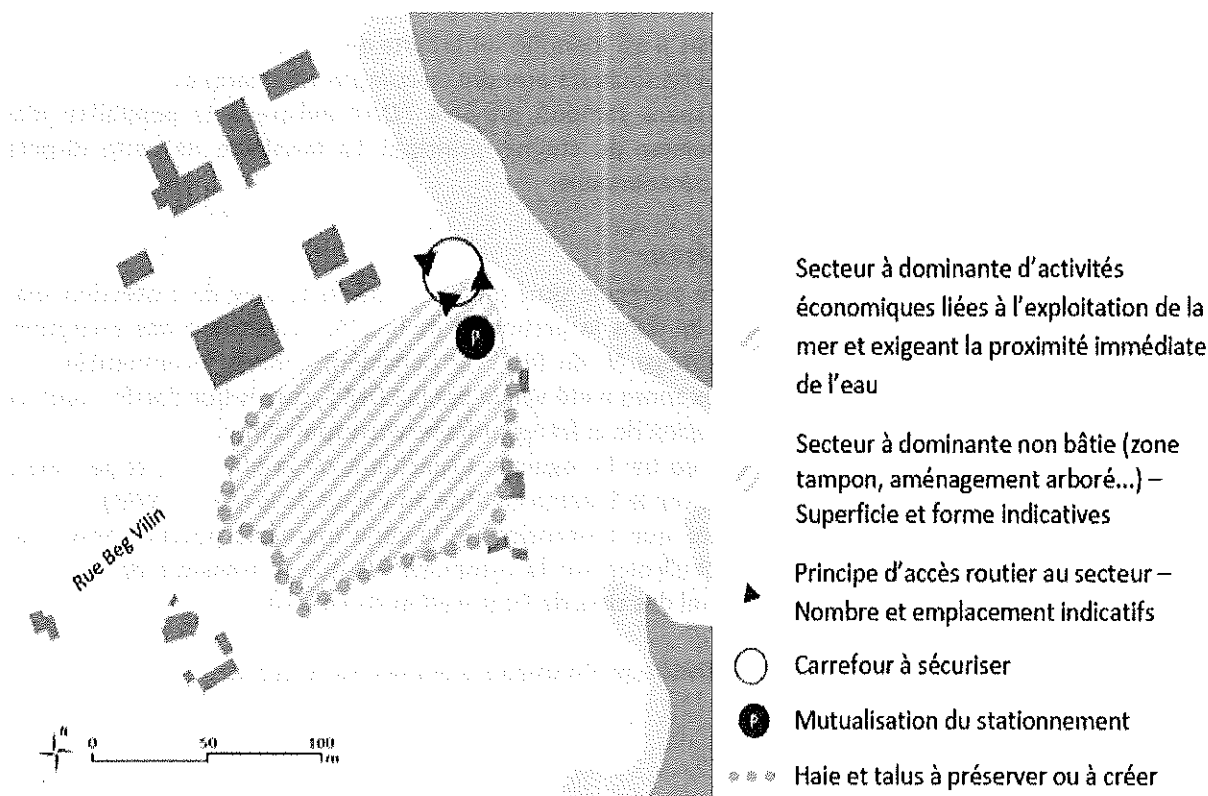 Rue Beg Vilin
N
0 50 100
m
P
Secteur à dominante d'activités
économiques liées à l'exploitation de la
mer et exigeant la proximité immédiate
de l'eau
Secteur à dominante non bâtie (zone
tampon, aménagement arboré...) –
Superficie et forme indicatives
Principe d'accès routier au secteur –
Nombre et emplacement indicatifs
Carrefour à sécuriser
P
Mutualisation du stationnement
Haie et talus à préserver ou à créer